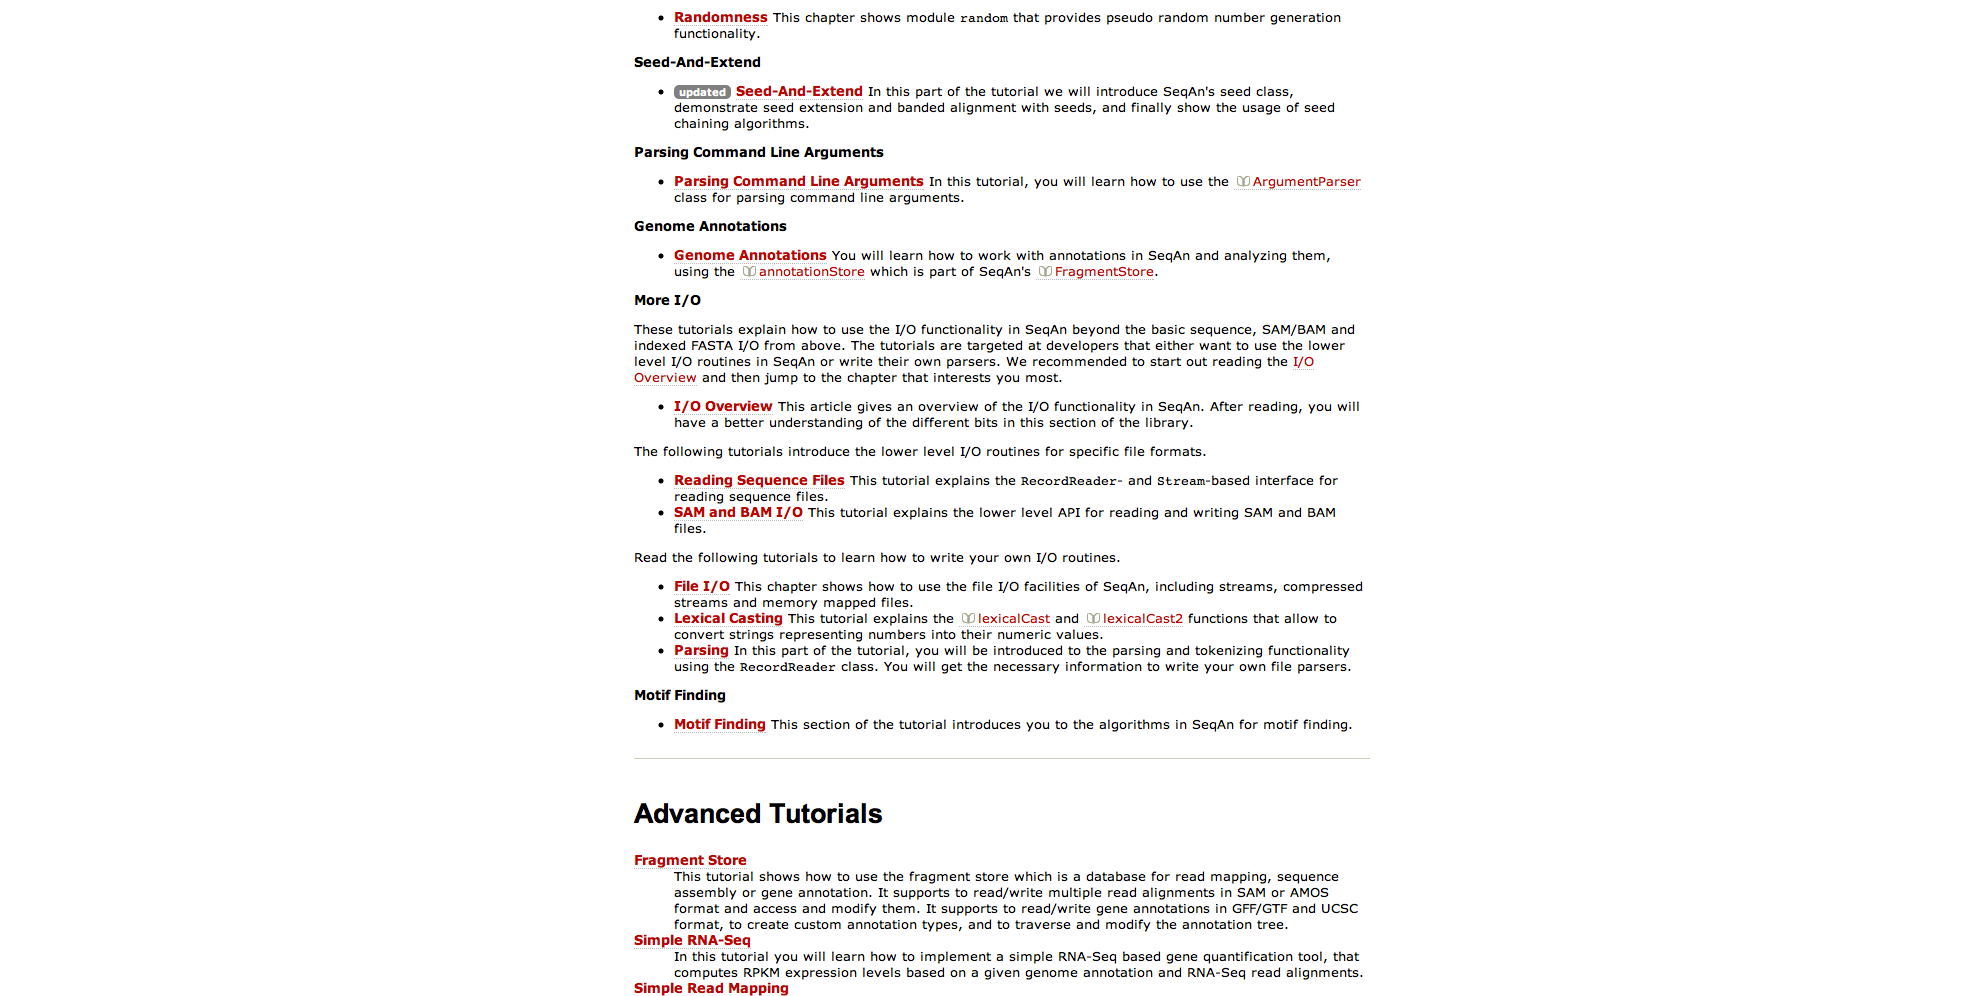 • Randomness This chapter shows module random that provides pseudo random number generation
functionality.
Seed-And-Extend
• updated Seed-And-Extend In this part of the tutorial we will introduce SeqAn's seed class,
demonstrate seed extension and banded alignment with seeds, and finally show the usage of seed
chaining algorithms.
Parsing Command Line Arguments
• Parsing Command Line Arguments In this tutorial, you will learn how to use the ArgumentParser
class for parsing command line arguments.
Genome Annotations
• Genome Annotations You will learn how to work with annotations in SeqAn and analyzing them,
using the annotationStore which is part of SeqAn's FragmentStore.
More I/O
These tutorials explain how to use the I/O functionality in SeqAn beyond the basic sequence, SAM/BAM and
indexed FASTA I/O from above. The tutorials are targeted at developers that either want to use the lower
level I/O routines in SeqAn or write their own parsers. We recommended to start out reading the I/O
Overview and then jump to the chapter that interests you most.
• I/O Overview This article gives an overview of the I/O functionality in SeqAn. After reading, you will
have a better understanding of the different bits in this section of the library.
The following tutorials introduce the lower level I/O routines for specific file formats.
• Reading Sequence Files This tutorial explains the RecordReader- and Stream-based interface for
reading sequence files.
• SAM and BAM I/O This tutorial explains the lower level API for reading and writing SAM and BAM
files.
Read the following tutorials to learn how to write your own I/O routines.
• File I/O This chapter shows how to use the file I/O facilities of SeqAn, including streams, compressed
streams and memory mapped files.
• Lexical Casting This tutorial explains the lexicalCast and lexicalCast2 functions that allow to
convert strings representing numbers into their numeric values.
• Parsing In this part of the tutorial, you will be introduced to the parsing and tokenizing functionality
using the RecordReader class. You will get the necessary information to write your own file parsers.
Motif Finding
• Motif Finding This section of the tutorial introduces you to the algorithms in SeqAn for motif finding.
Advanced Tutorials
Fragment Store
This tutorial shows how to use the fragment store which is a database for read mapping, sequence
assembly or gene annotation. It supports to read/write multiple read alignments in SAM or AMOS
format and access and modify them. It supports to read/write gene annotations in GFF/GTF and UCSC
format, to create custom annotation types, and to traverse and modify the annotation tree.
Simple RNA-Seq
In this tutorial you will learn how to implement a simple RNA-Seq based gene quantification tool, that
computes RPKM expression levels based on a given genome annotation and RNA-Seq read alignments.
Simple Read Mapping